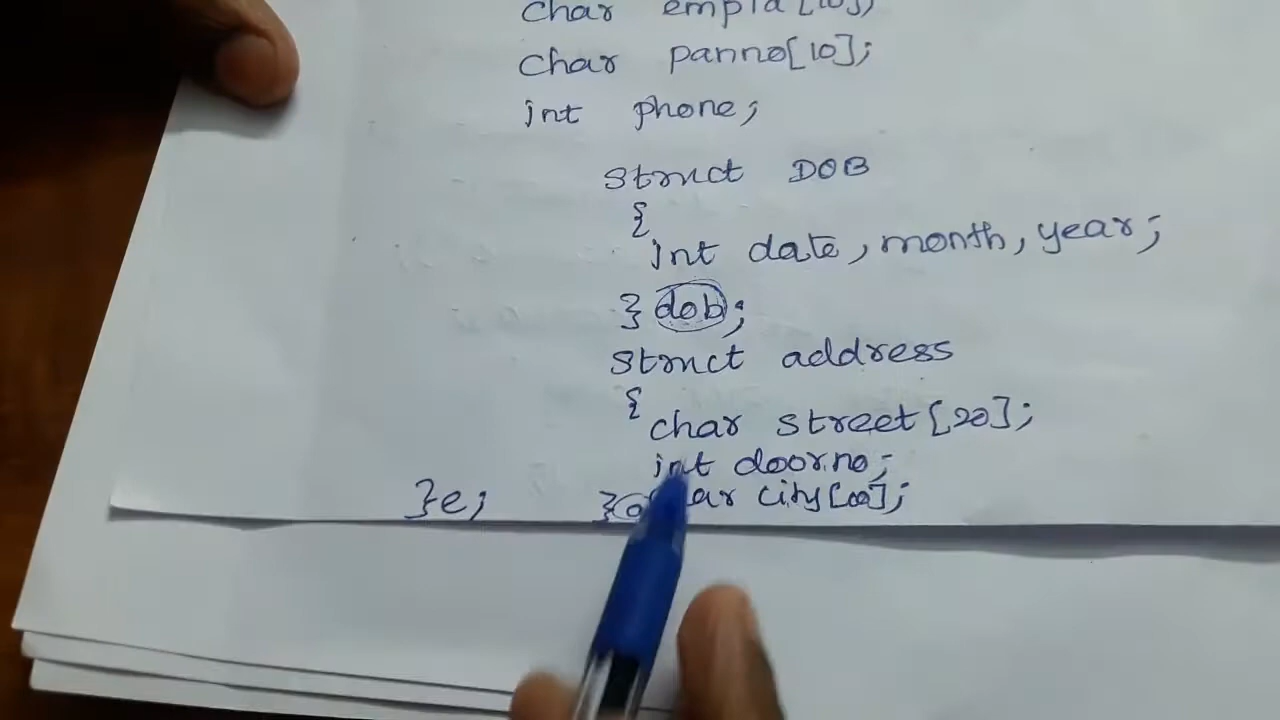 char
char panno[10];
int phone;
struct DOB
{
int date, month, year;
} dob;
struct address
{
char street[20];
int doorno;
city[20];
}e; }